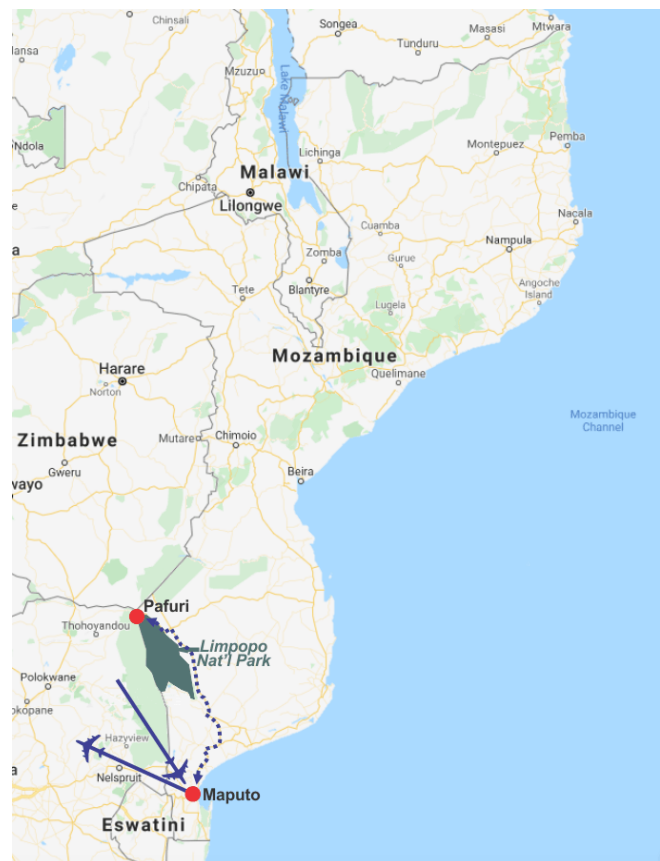 Chinsali
Songea
Masasi
Mtwara
Tunduru
Mzuzu
Lake Malawi
Ndola
Lichinga
Montepuez
Pemba
Malawi
Chipata
Lilongwe
Nacala
Cuamba
Nampula
Zomba
Gurue
Tete
Blantyre
Angoche
Island
Lugela
Mozambique
Harare
Norton
Quelimane
Mozambique
Channel
Zimbabwe
Mutare
Chimoio
Gweru
Beira
wayo
Pafuri
Thohoyandou
Limpopo
Nat'l Park
Polokwane
okopane
Hazyview
Nelspruit
Maputo
Eswatini